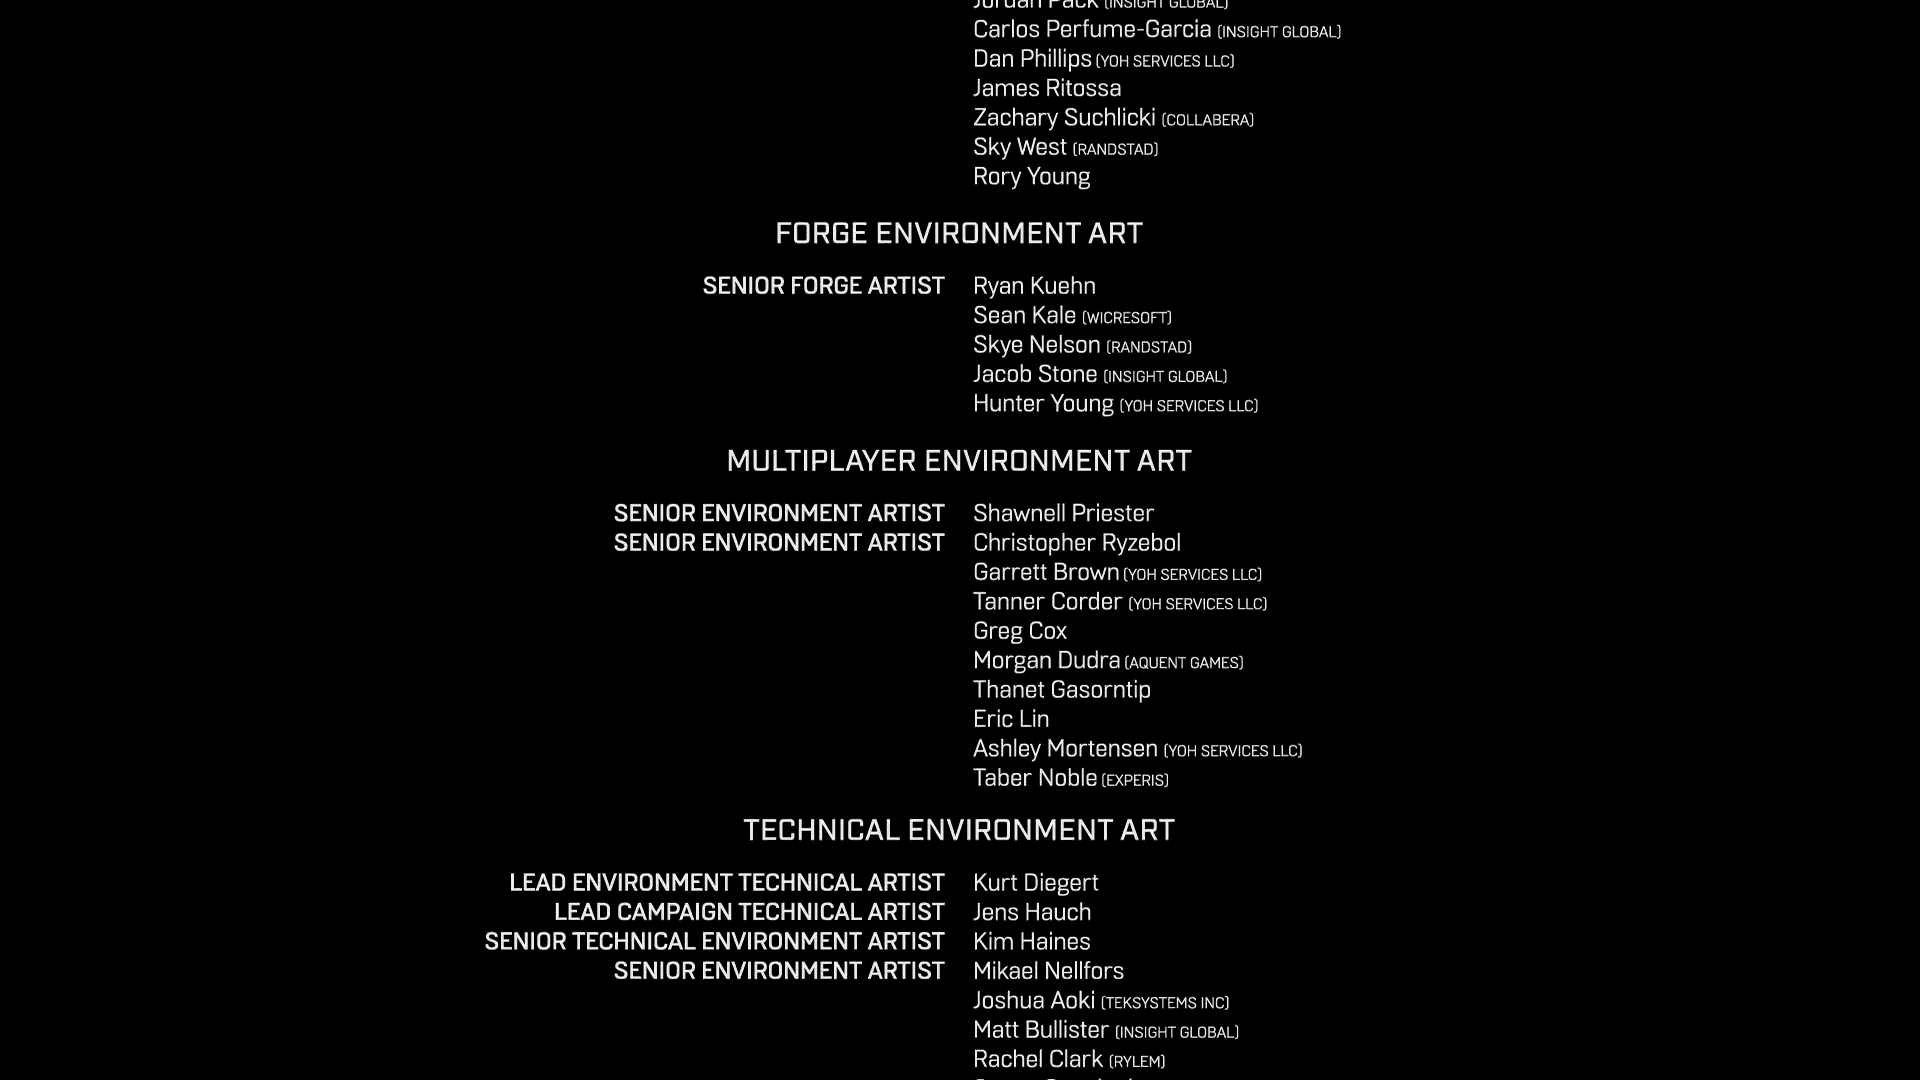 Jordan Pack (INSIGHT GLOBAL)
Carlos Perfume-Garcia (INSIGHT GLOBAL)
Dan Phillips (YOH SERVICES LLC)
James Ritossa
Zachary Suchlicki (COLLABERA)
Sky West (RANDSTAD)
Rory Young
FORGE ENVIRONMENT ART
SENIOR FORGE ARTIST Ryan Kuehn
Sean Kale (WICRESOFT)
Skye Nelson (RANDSTAD)
Jacob Stone (INSIGHT GLOBAL)
Hunter Young (YOH SERVICES LLC)
MULTIPLAYER ENVIRONMENT ART
SENIOR ENVIRONMENT ARTIST Shawnell Priester
SENIOR ENVIRONMENT ARTIST Christopher Ryzebol
Garrett Brown (YOH SERVICES LLC)
Tanner Corder (YOH SERVICES LLC)
Greg Cox
Morgan Dudra (AQUENT GAMES)
Thanet Gasorntip
Eric Lin
Ashley Mortensen (YOH SERVICES LLC)
Taber Noble (EXPERIS)
TECHNICAL ENVIRONMENT ART
LEAD ENVIRONMENT TECHNICAL ARTIST Kurt Diegert
LEAD CAMPAIGN TECHNICAL ARTIST Jens Hauch
SENIOR TECHNICAL ENVIRONMENT ARTIST Kim Haines
SENIOR ENVIRONMENT ARTIST Mikael Nellfors
Joshua Aoki (TEKSYSTEMS INC)
Matt Bullister (INSIGHT GLOBAL)
Rachel Clark (RYLEM)